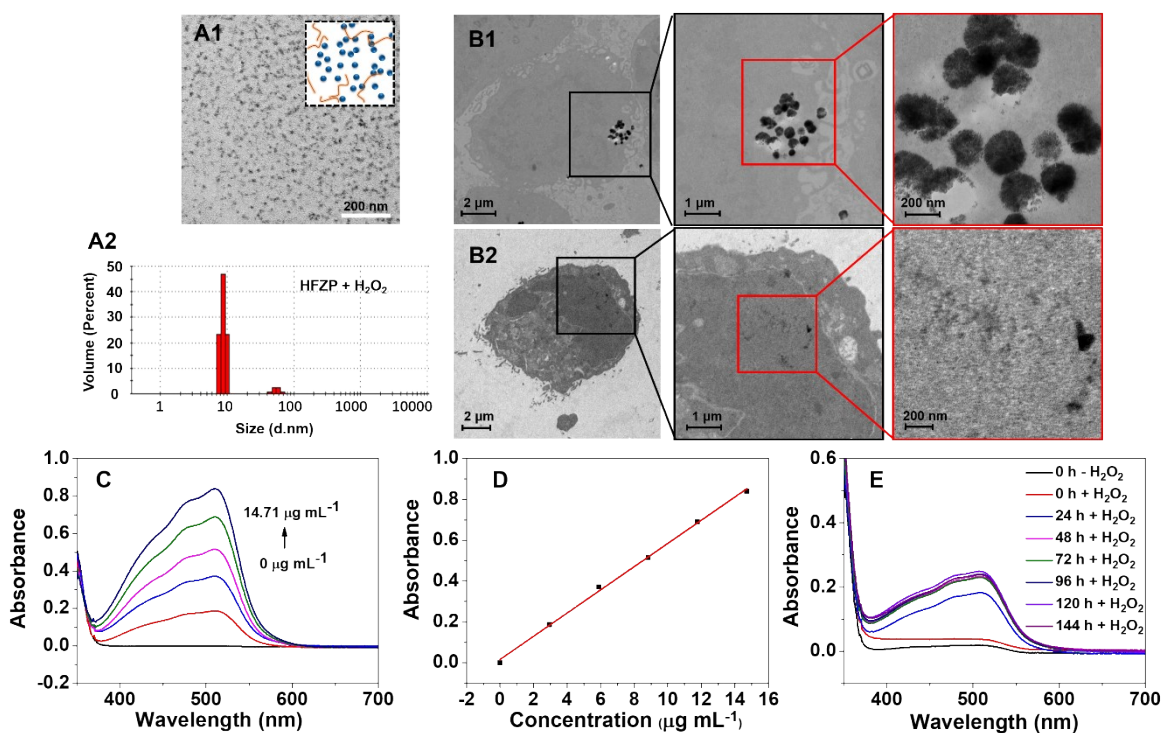 A1
200 nm
A2
50
40
30
20
10
0
Volume (Percent)
HFZP + H₂O₂
1
10
100
1000
10000
Size (d.nm)
B1
2 μm
1 μm
200 nm
B2
2 μm
1 μm
200 nm
C
1.0
0.8
0.6
0.4
0.2
0.0
-0.2
Absorbance
14.71 μg mL⁻¹
0 μg mL⁻¹
400
500
600
700
Wavelength (nm)
D
1.0
0.8
0.6
0.4
0.2
0.0
Absorbance
0
2
4
6
8
10
12
14
16
Concentration (μg mL⁻¹)
E
0.6
0.4
0.2
0.0
Absorbance
0 h - H₂O₂
0 h + H₂O₂
24 h + H₂O₂
48 h + H₂O₂
72 h + H₂O₂
96 h + H₂O₂
120 h + H₂O₂
144 h + H₂O₂
400
500
600
700
Wavelength (nm)